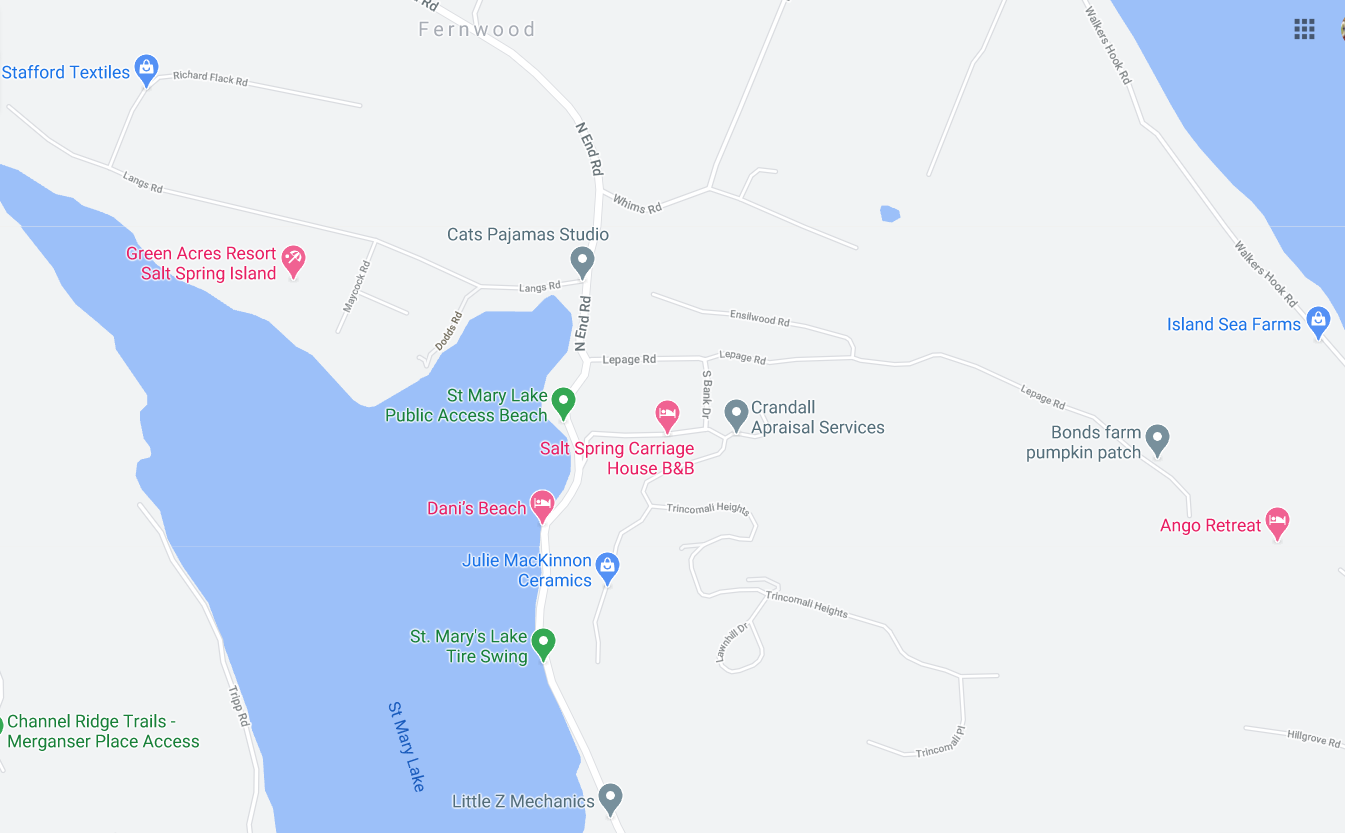 Rd
Fernwood
Walkers Hook Rd
Stafford Textiles
Richard Flack Rd
N End Rd
Langs Rd
Whims Rd
Cats Pajamas Studio
Green Acres Resort
Salt Spring Island
Walkers Hook Rd
Maycock Rd
Langs Rd
N End Rd
Dodds Rd
Ensilwood Rd
Island Sea Farms
Lepage Rd
Lepage Rd
S Bank Dr
Lepage Rd
St Mary Lake
Public Access Beach
Crandall
Apraisal Services
Bonds farm
pumpkin patch
Salt Spring Carriage
House B&B
Dani's Beach
Trincomali Heights
Ango Retreat
Julie MacKinnon
Ceramics
Trincomali Heights
Lawnhill Dr
St. Mary's Lake
Tire Swing
Tripp Rd
St Mary Lake
Channel Ridge Trails -
Merganser Place Access
Trincomali Pl
Hillgrove Rd
Little Z Mechanics